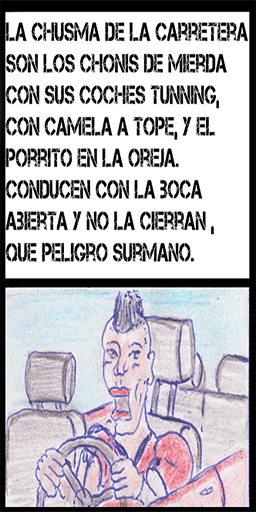 LA CHUSMA DE LA CARRETERA
SON LOS CHONIS DE MIERDA
CON SUS COCHES TUNNING,
CON CAMELA A TOPE, Y EL
PORRITO EN LA OREJA.
CONDUCEN CON LA BOCA
ABIERTA Y NO LA CIERRAN ,
QUE PELIGRO SURMANO.